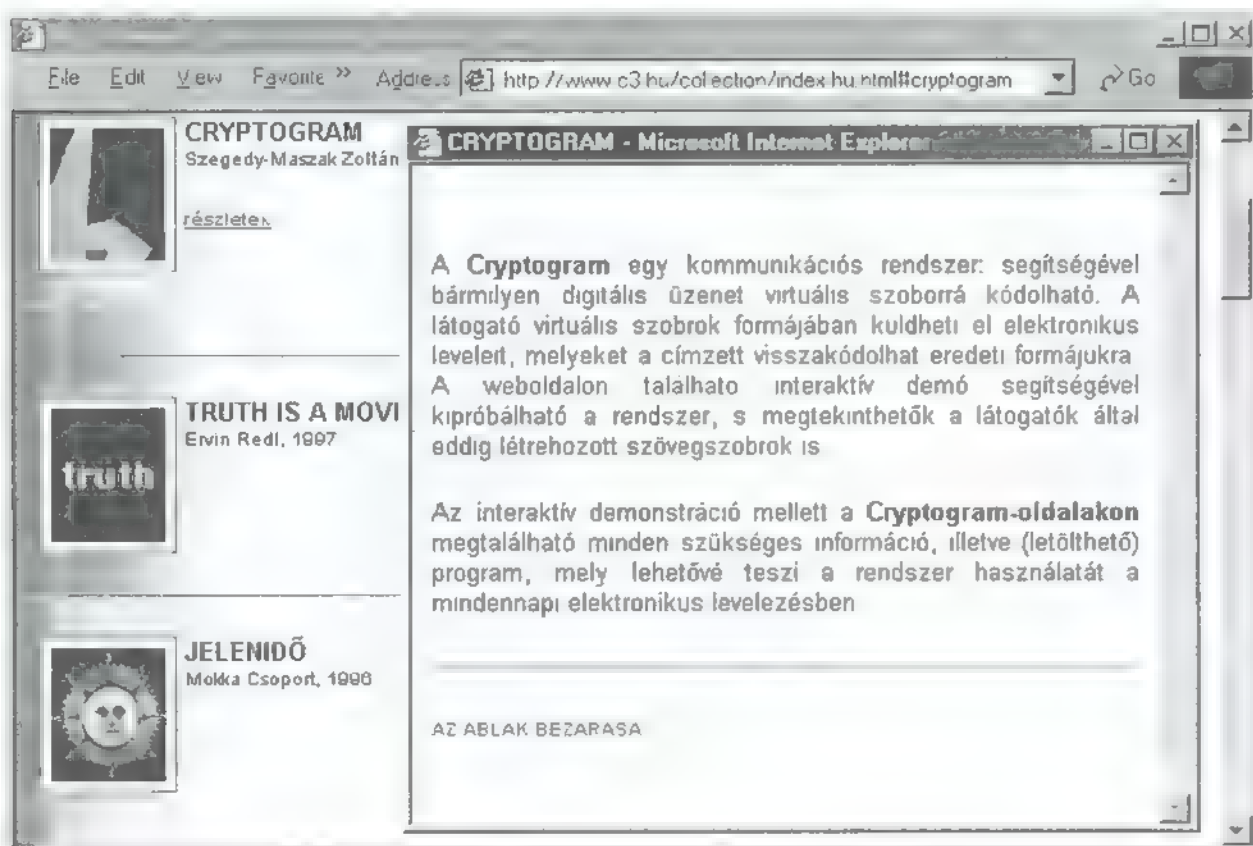 File Edit View Favorite » Address http://www.c3.hu/collection/index.hu.html#cryptogram Go
CRYPTOGRAM
Szegedy-Maszak Zoltán
részletek
TRUTH IS A MOVI
Ervin Redl, 1997
truth
JELENIDŐ
Mokka Csoport, 1996
CRYPTOGRAM - Microsoft Internet Explorer
A Cryptogram egy kommunikációs rendszer: segítségével
bármilyen digitális üzenet virtuális szoborrá kódolható. A
látogató virtuális szobrok formájában kuldheti el elektronikus
leveleit, melyeket a címzett visszakódolhat eredeti formájukra
A weboldalon található interaktív demó segítségével
kipróbálható a rendszer, s megtekinthetők a látogatók által
eddig létrehozott szövegszobrok is
Az interaktív demonstráció mellett a Cryptogram-oldalakon
megtalálható minden szükséges információ, illetve (letölthető)
program, mely lehetővé teszi a rendszer használatát a
mindennapi elektronikus levelezésben
AZ ABLAK BEZARASA